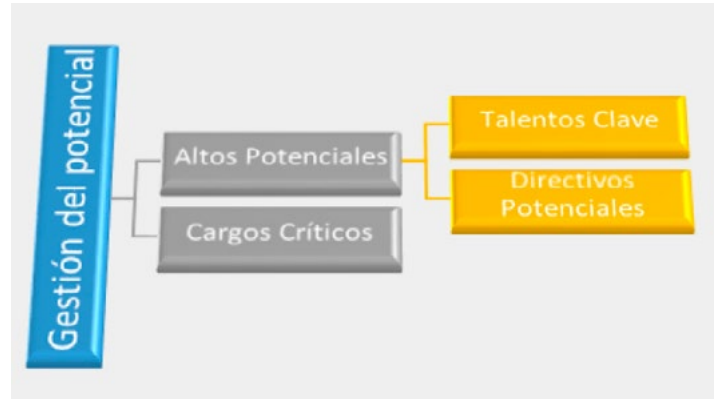 Gestión del potencial
Altos Potenciales
Cargos Críticos
Talentos Clave
Directivos
Potenciales